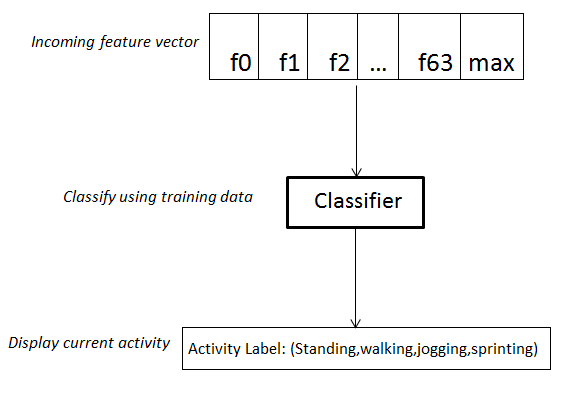 Incoming feature vector
f0 f1 f2 ... f63 max
Classify using training data
Classifier
Display current activity
Activity Label: (Standing,walking,jogging,sprinting)